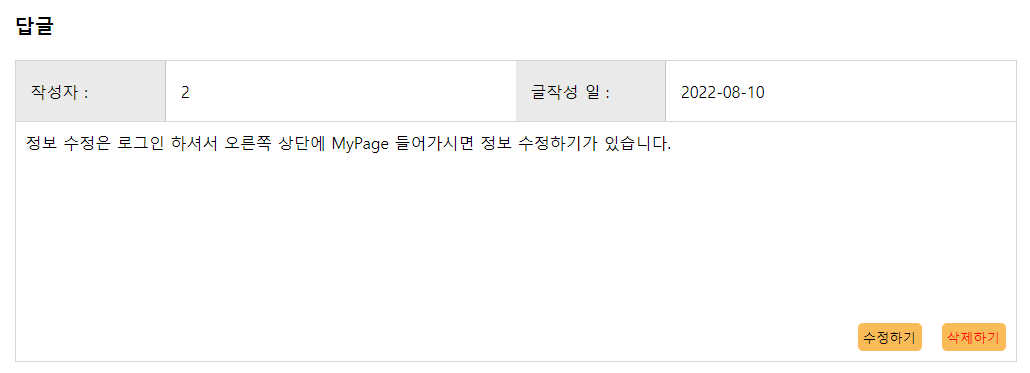 답글
작성자 : 2 글작성 일 : 2022-08-10
정보 수정은 로그인 하셔서 오른쪽 상단에 MyPage 들어가시면 정보 수정하기가 있습니다.
수정하기 삭제하기